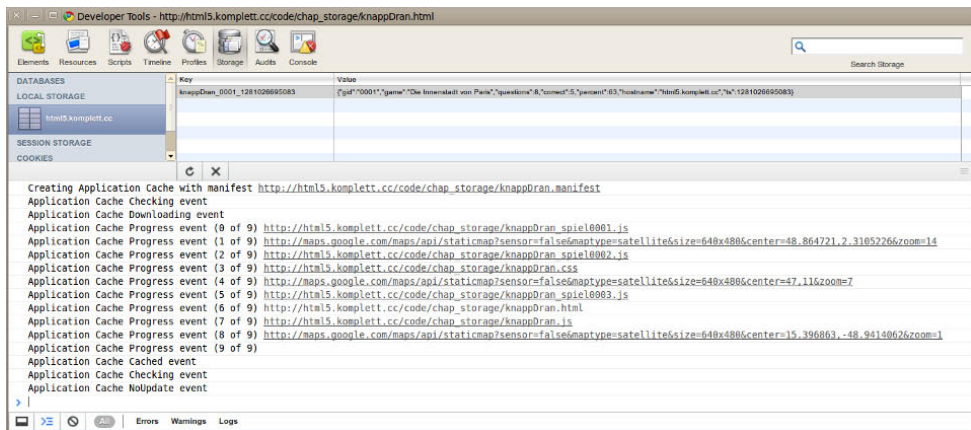 Developer Tools - http://html5.komplett.cc/code/chap_storage/knappDran.html
Elements Resources Scripts Timeline Profiles Storage Audits Console
Search Storage
DATABASES
LOCAL STORAGE
html5.komplett.cc
SESSION STORAGE
COOKIES
Key Value
knappDran_0001_1281026695083 {"gid":"0001","game":"Die Innenstadt von Paris","questions":8,"correct":5,"percent":63,"hostname":"html5.komplett.cc","ts":1281026695083}
Creating Application Cache with manifest http://html5.komplett.cc/code/chap_storage/knappDran.manifest
Application Cache Checking event
Application Cache Downloading event
Application Cache Progress event (0 of 9) http://html5.komplett.cc/code/chap_storage/knappDran_spiel0001.js
Application Cache Progress event (1 of 9) http://maps.google.com/maps/api/staticmap?sensor=false&maptype=satellite&size=640x480&center=48.864721,2.3105226&zoom=14
Application Cache Progress event (2 of 9) http://html5.komplett.cc/code/chap_storage/knappDran_spiel0002.js
Application Cache Progress event (3 of 9) http://html5.komplett.cc/code/chap_storage/knappDran.css
Application Cache Progress event (4 of 9) http://maps.google.com/maps/api/staticmap?sensor=false&maptype=satellite&size=640x480&center=47,11&zoom=7
Application Cache Progress event (5 of 9) http://html5.komplett.cc/code/chap_storage/knappDran_spiel0003.js
Application Cache Progress event (6 of 9) http://html5.komplett.cc/code/chap_storage/knappDran.html
Application Cache Progress event (7 of 9) http://html5.komplett.cc/code/chap_storage/knappDran.js
Application Cache Progress event (8 of 9) http://maps.google.com/maps/api/staticmap?sensor=false&maptype=satellite&size=640x480&center=15.396863,-48.9414062&zoom=1
Application Cache Progress event (9 of 9)
Application Cache Cached event
Application Cache Checking event
Application Cache NoUpdate event
>
All Errors Warnings Logs